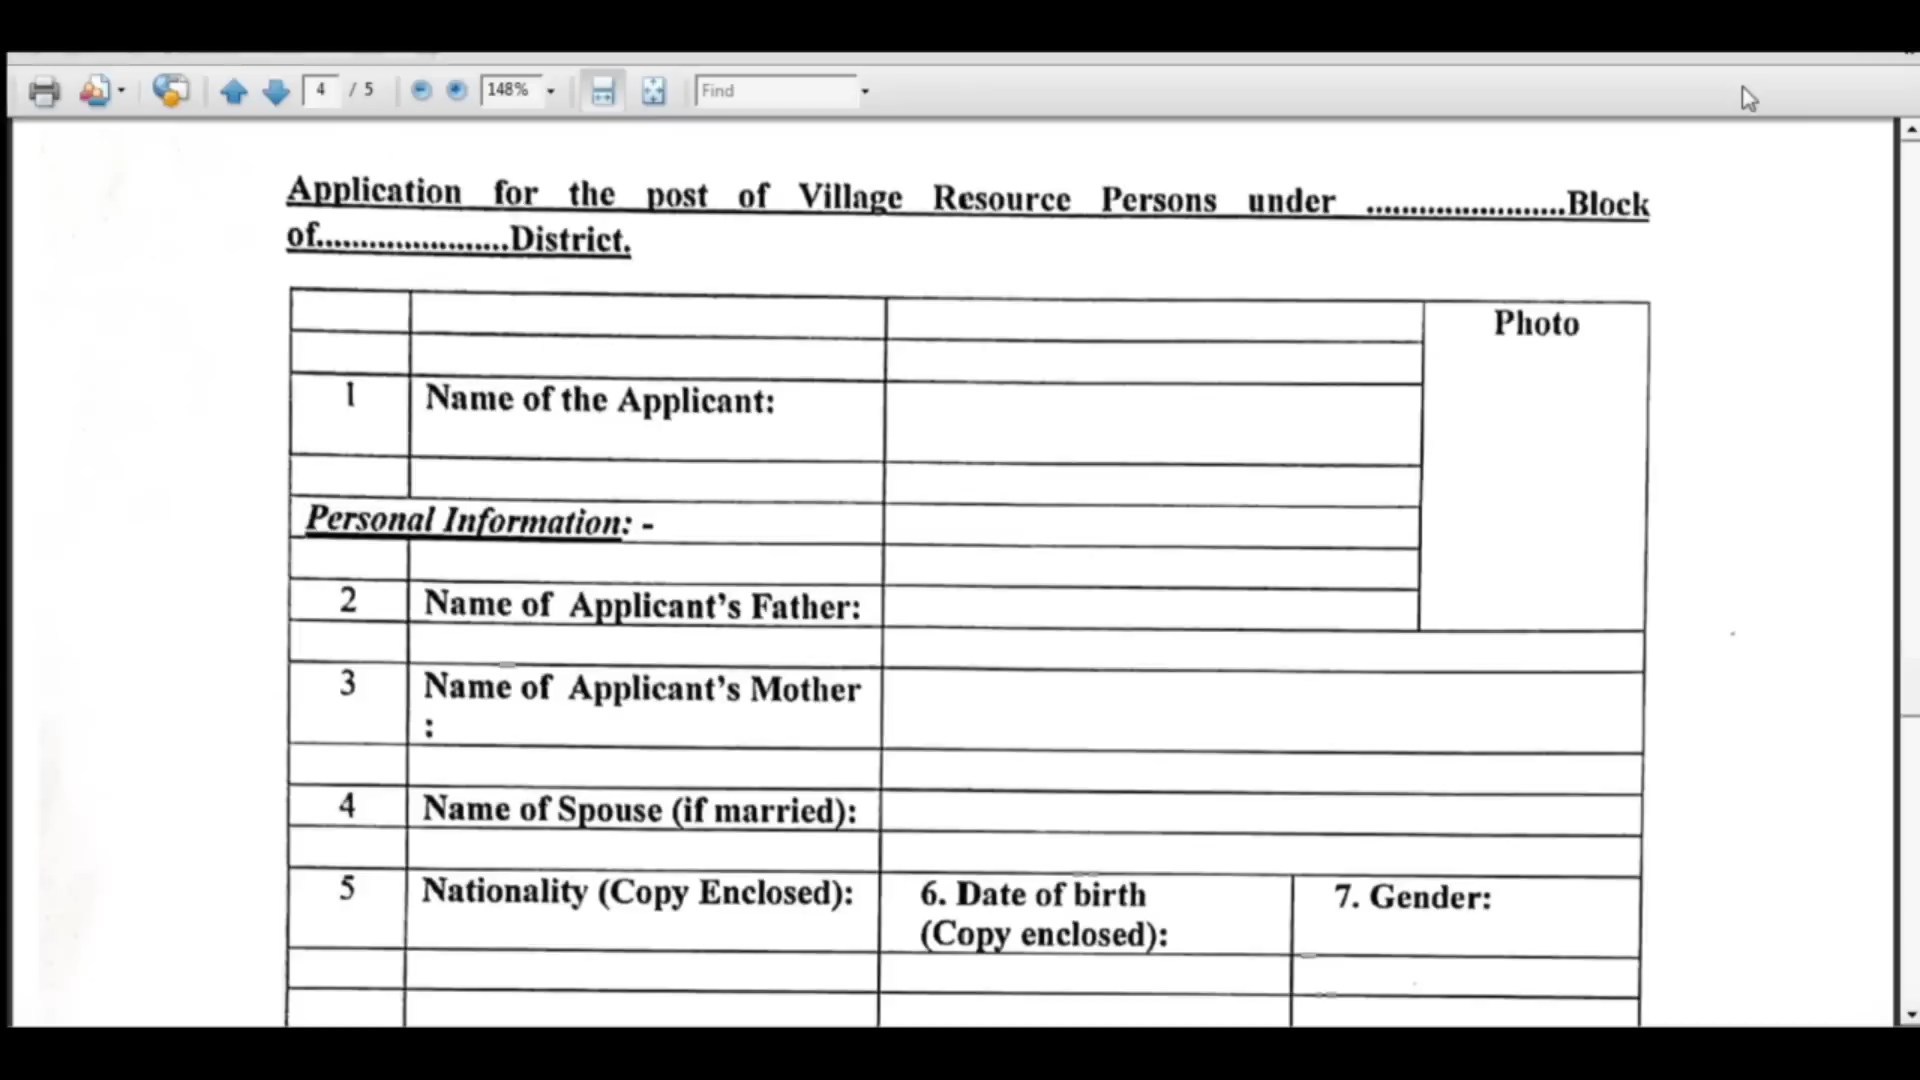 4 / 5 148% Find
Application for the post of Village Resource Persons under ......................Block
of.....................District.
Photo
1 Name of the Applicant:
Personal Information: -
2 Name of Applicant's Father:
3 Name of Applicant's Mother
:
4 Name of Spouse (if married):
5 Nationality (Copy Enclosed): 6. Date of birth 7. Gender:
(Copy enclosed):